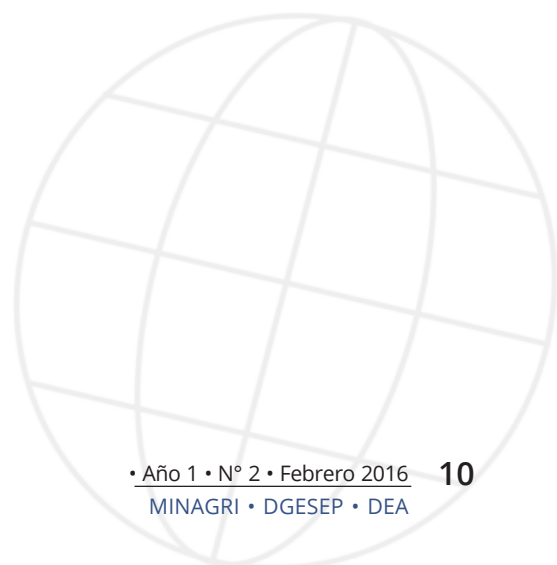 • Año 1 • N° 2 • Febrero 2016 10
MINAGRI • DGESEP • DEA